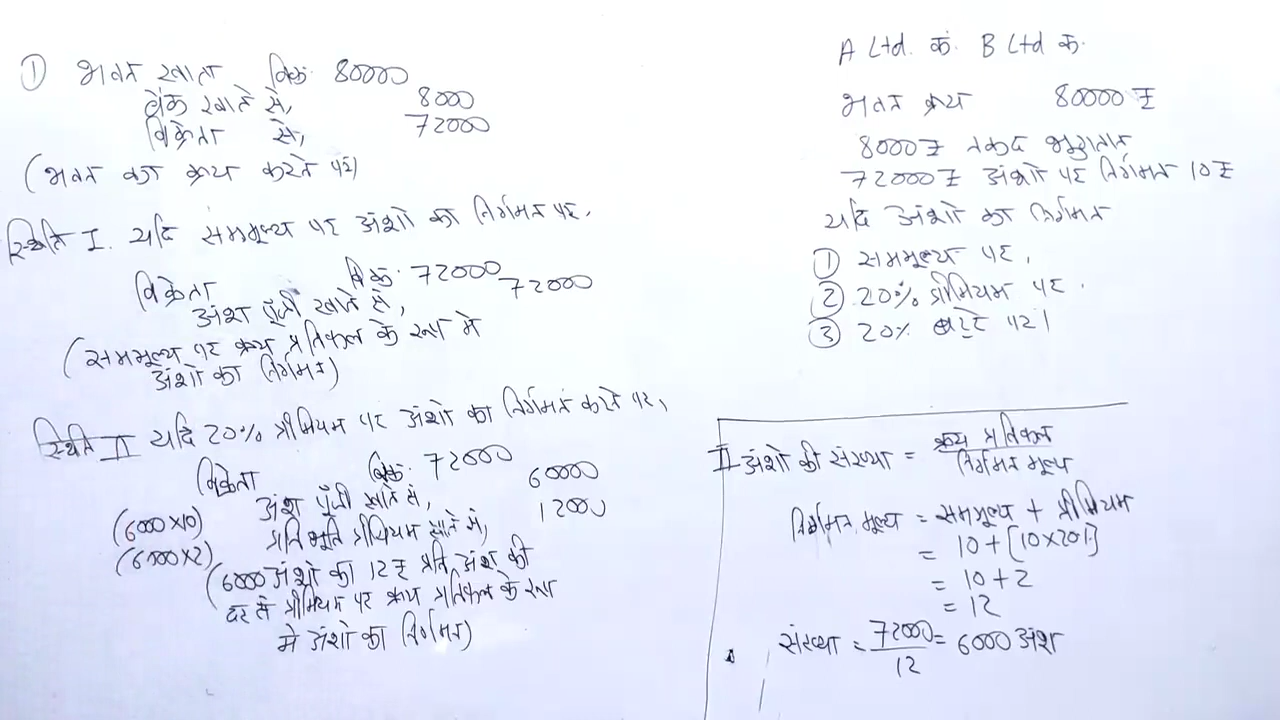 A Ltd. कं. B Ltd कं.
भवन क्रय 80000 ₹
8000 ₹ नकद भुगतान
72000 ₹ अंशो पर निर्गमन 10 ₹
यदि अंशो का निर्गमन
① सममूल्य पर,
② 20% प्रीमियम पर.
③ 20% बट्टे पर।
① भवन खाता विक. 80000
बैंक खाते से, 8000
विक्रेता से, 72000
(भवन का क्रय करने पर)
स्थिति I. यदि सममूल्य पर अंशो का निर्गमन पर,
विक्रेता विक. 72000
अंश पूँजी खाते से, 72000
(सममूल्य पर क्रय प्रतिफल के रूप मे
अंशो का निर्गमन)
स्थिति II यदि 20% प्रीमियम पर अंशो का निर्गमन करने पर,
विक्रेता विक. 72000
(6000×10) अंश पूँजी खाते से, 60000
(6000×2) प्रतिभूति प्रीमियम खाते से) 12000
(6000 अंशो का 12 ₹ प्रति अंश की
दर से प्रीमियम पर क्रय प्रतिफल के रूप
मे अंशो का निर्गमन)
II अंशो की संख्या = क्रय प्रतिफल / निर्गमन मूल्य
निर्गमन मूल्य = सममूल्य + प्रीमियम
= 10 + [10×20%]
= 10 + 2
= 12
संख्या = 72000 / 12 = 6000 अंश